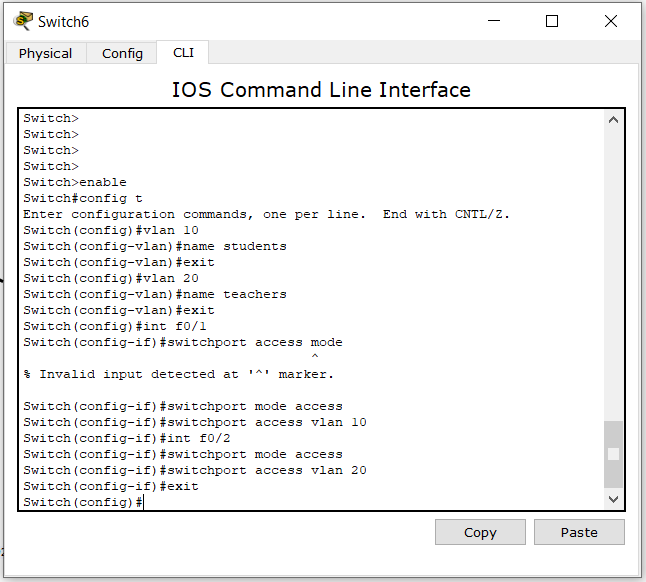 Switch6
Physical Config CLI
IOS Command Line Interface
Switch>
Switch>
Switch>
Switch>
Switch>enable
Switch#config t
Enter configuration commands, one per line.  End with CNTL/Z.
Switch(config)#vlan 10
Switch(config-vlan)#name students
Switch(config-vlan)#exit
Switch(config)#vlan 20
Switch(config-vlan)#name teachers
Switch(config-vlan)#exit
Switch(config)#int f0/1
Switch(config-if)#switchport access mode
^
% Invalid input detected at '^' marker.
Switch(config-if)#switchport mode access
Switch(config-if)#switchport access vlan 10
Switch(config-if)#int f0/2
Switch(config-if)#switchport mode access
Switch(config-if)#switchport access vlan 20
Switch(config-if)#exit
Switch(config)#
Copy Paste